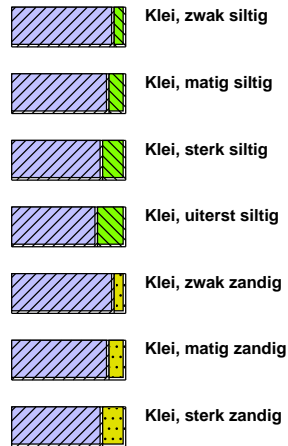 Klei, zwak siltig
Klei, matig siltig
Klei, sterk siltig
Klei, uiterst siltig
Klei, zwak zandig
Klei, matig zandig
Klei, sterk zandig